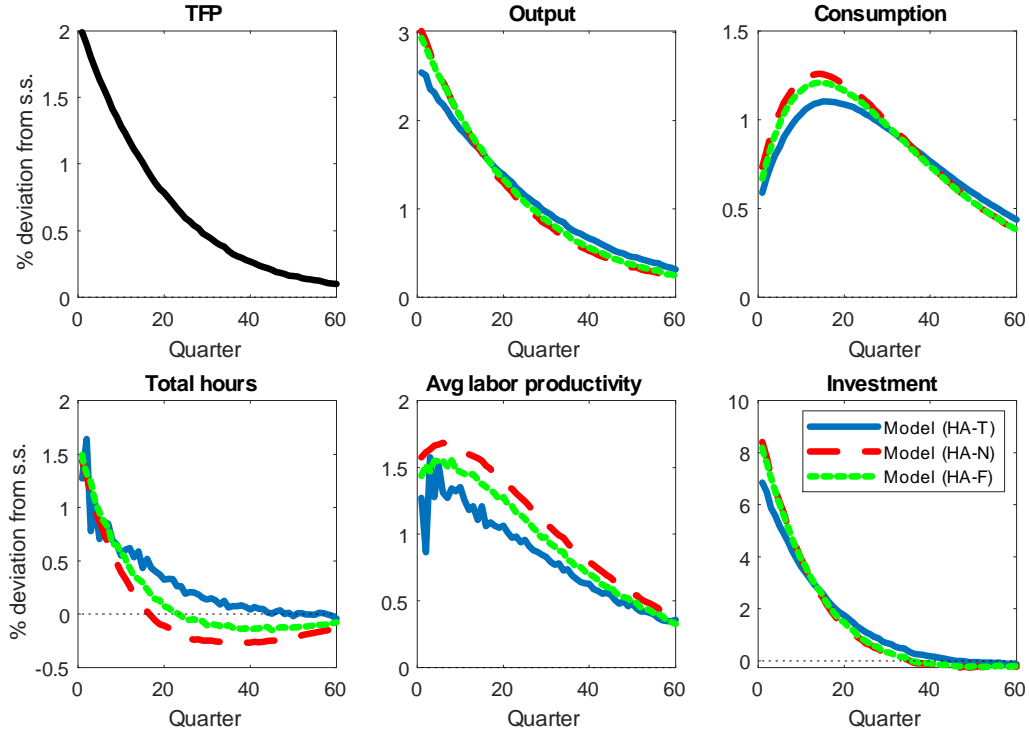 TFP
% deviation from s.s.
2
1.5
1
0.5
0
0 20 40 60
Quarter
Output
3
2
1
0
0 20 40 60
Quarter
Consumption
1.5
1
0.5
0
0 20 40 60
Quarter
Total hours
% deviation from s.s.
2
1.5
1
0.5
0
-0.5
0 20 40 60
Quarter
Avg labor productivity
2
1.5
1
0.5
0
0 20 40 60
Quarter
Investment
10
8
6
4
2
0
0 20 40 60
Quarter
Model (HA-T)
Model (HA-N)
Model (HA-F)